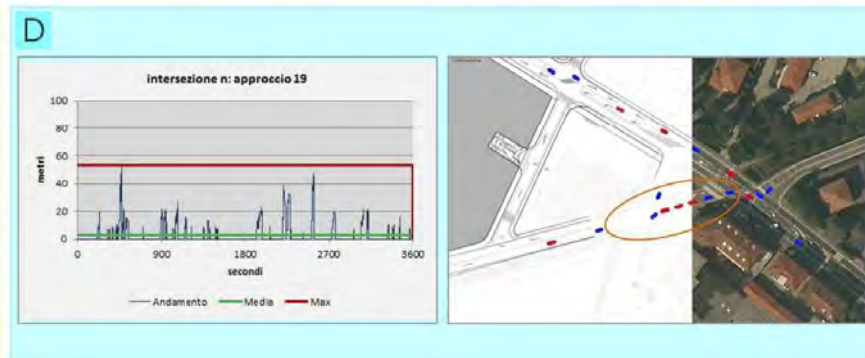 D
intersezione n: approccio 19
100
80
60
40
20
0
metri
0 900 1800 2700 3600
secondi
Andamento Media Max